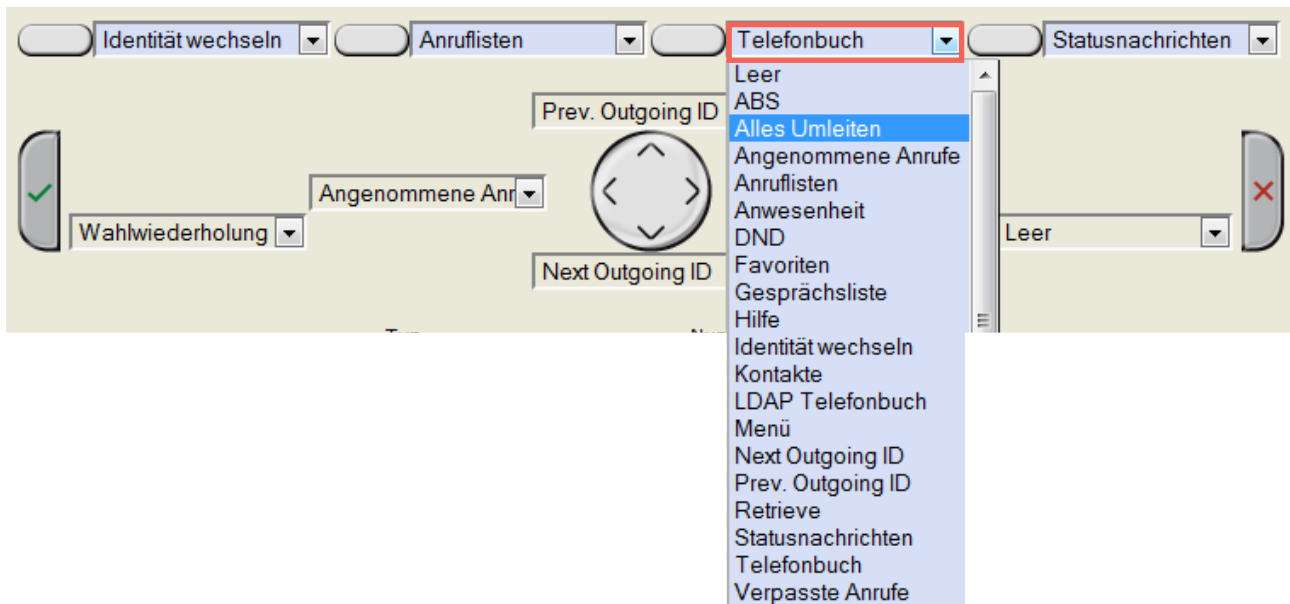 Identität wechseln
Anruflisten
Telefonbuch
Statusnachrichten
Prev. Outgoing ID
Angenommene Anr
Wahlwiederholung
Next Outgoing ID
Leer
Leer
ABS
Alles Umleiten
Angenommene Anrufe
Anruflisten
Anwesenheit
DND
Favoriten
Gesprächsliste
Hilfe
Identität wechseln
Kontakte
LDAP Telefonbuch
Menü
Next Outgoing ID
Prev. Outgoing ID
Retrieve
Statusnachrichten
Telefonbuch
Verpasste Anrufe